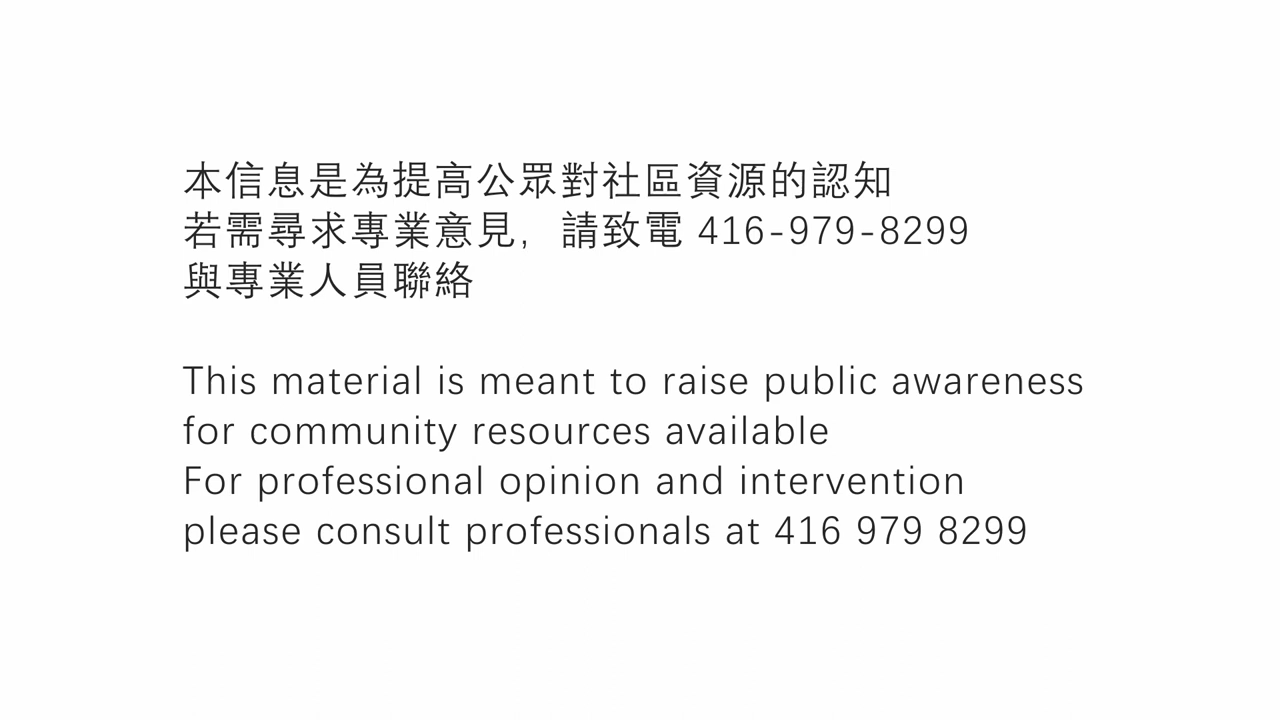 本信息是為提高公眾對社區資源的認知
若需尋求專業意見，請致電 416-979-8299
與專業人員聯絡
This material is meant to raise public awareness
for community resources available
For professional opinion and intervention
please consult professionals at 416 979 8299